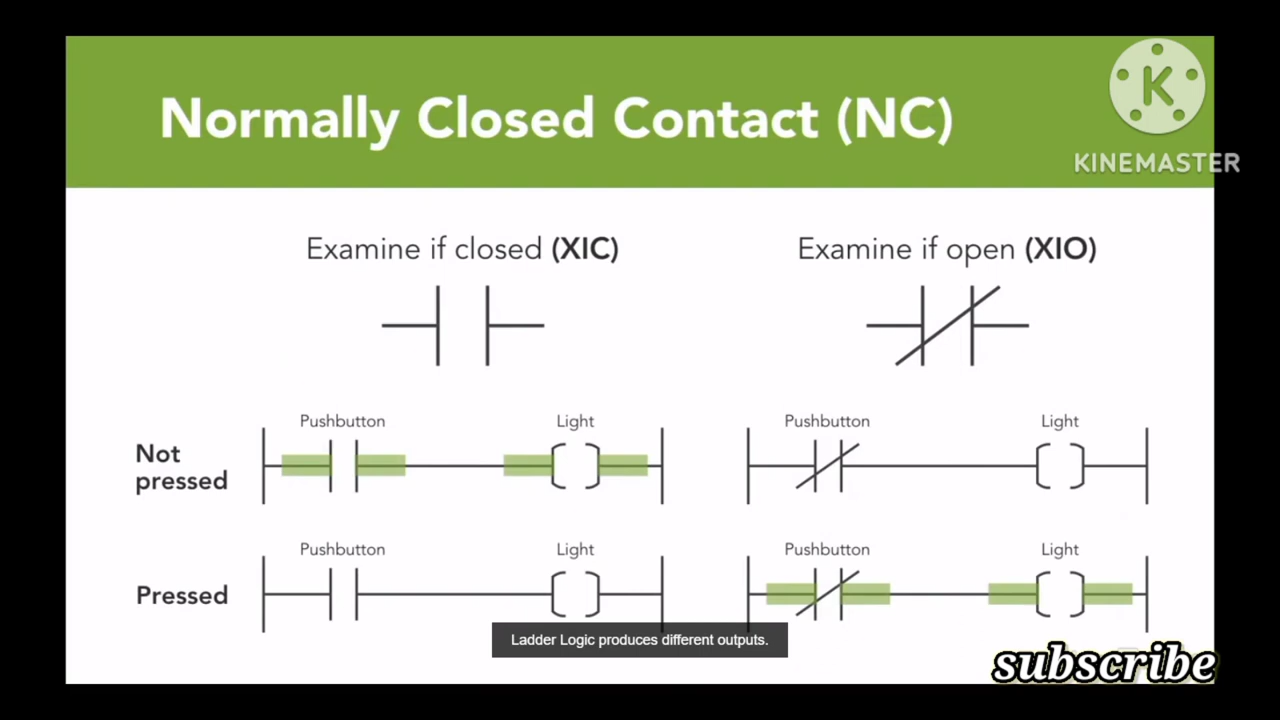 Normally Closed Contact (NC)
K
KINEMASTER
Examine if closed (XIC)
Examine if open (XIO)
Pushbutton
Light
Pushbutton
Light
Not
pressed
Pushbutton
Light
Pushbutton
Light
Pressed
Ladder Logic produces different outputs.
subscribe